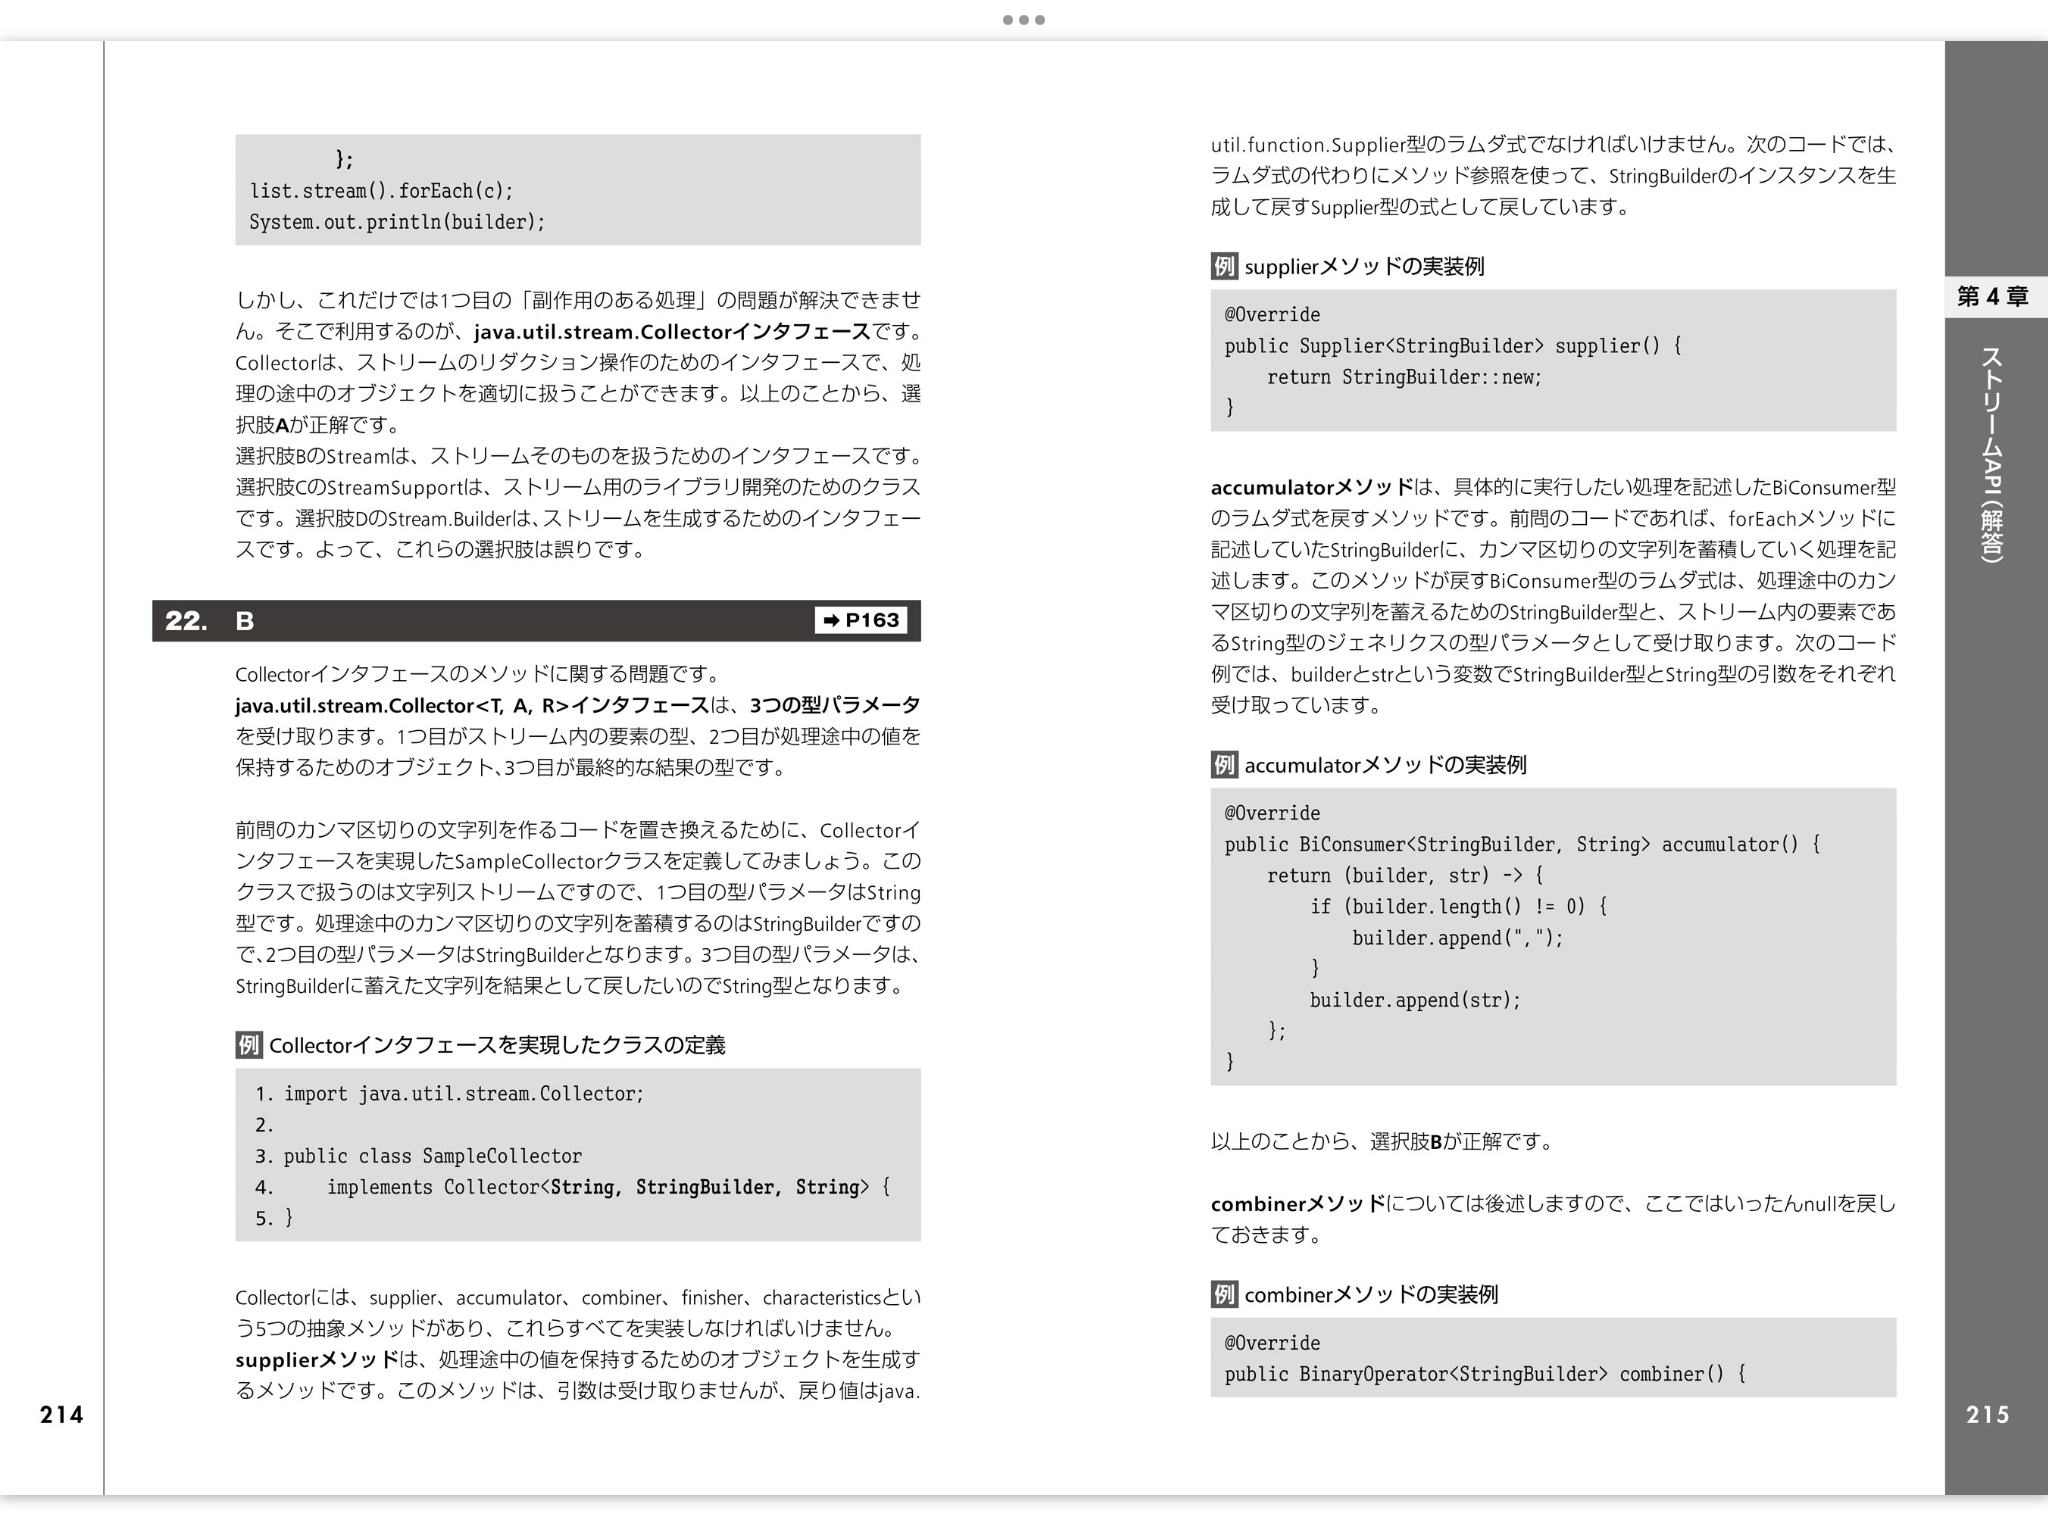 };
list.stream().forEach(c);
System.out.println(builder);
しかし、これだけでは1つ目の「副作用のある処理」の問題が解決できませ
ん。そこで利用するのが、java.util.stream.Collectorインタフェースです。
Collectorは、ストリームのリダクション操作のためのインタフェースで、処
理の途中のオブジェクトを適切に扱うことができます。以上のことから、選
択肢Aが正解です。
選択肢BのStreamは、ストリームそのものを扱うためのインタフェースです。
選択肢CのStreamSupportは、ストリーム用のライブラリ開発のためのクラス
です。選択肢DのStream.Builderは、ストリームを生成するためのインタフェー
スです。よって、これらの選択肢は誤りです。
22. B ➡ P163
Collectorインタフェースのメソッドに関する問題です。
java.util.stream.Collector<T, A, R>インタフェースは、3つの型パラメータ
を受け取ります。1つ目がストリーム内の要素の型、2つ目が処理途中の値を
保持するためのオブジェクト、3つ目が最終的な結果の型です。
前問のカンマ区切りの文字列を作るコードを置き換えるために、Collectorイ
ンタフェースを実現したSampleCollectorクラスを定義してみましょう。この
クラスで扱うのは文字列ストリームですので、1つ目の型パラメータはString
型です。処理途中のカンマ区切りの文字列を蓄積するのはStringBuilderですの
で、2つ目の型パラメータはStringBuilderとなります。3つ目の型パラメータは、
StringBuilderに蓄えた文字列を結果として戻したいのでString型となります。
例 Collectorインタフェースを実現したクラスの定義
1. import java.util.stream.Collector;
2.
3. public class SampleCollector
4.     implements Collector<String, StringBuilder, String> {
5. }
Collectorには、supplier、accumulator、combiner、finisher、characteristicsとい
う5つの抽象メソッドがあり、これらすべてを実装しなければいけません。
supplierメソッドは、処理途中の値を保持するためのオブジェクトを生成す
るメソッドです。このメソッドは、引数は受け取りませんが、戻り値はjava.
214
util.function.Supplier型のラムダ式でなければいけません。次のコードでは、
ラムダ式の代わりにメソッド参照を使って、StringBuilderのインスタンスを生
成して戻すSupplier型の式として戻しています。
例 supplierメソッドの実装例
@Override
public Supplier<StringBuilder> supplier() {
    return StringBuilder::new;
}
accumulatorメソッドは、具体的に実行したい処理を記述したBiConsumer型
のラムダ式を戻すメソッドです。前問のコードであれば、forEachメソッドに
記述していたStringBuilderに、カンマ区切りの文字列を蓄積していく処理を記
述します。このメソッドが戻すBiConsumer型のラムダ式は、処理途中のカン
マ区切りの文字列を蓄えるためのStringBuilder型と、ストリーム内の要素であ
るString型のジェネリクスの型パラメータとして受け取ります。次のコード
例では、builderとstrという変数でStringBuilder型とString型の引数をそれぞれ
受け取っています。
例 accumulatorメソッドの実装例
@Override
public BiConsumer<StringBuilder, String> accumulator() {
    return (builder, str) -> {
        if (builder.length() != 0) {
            builder.append(",");
        }
        builder.append(str);
    };
}
以上のことから、選択肢Bが正解です。
combinerメソッドについては後述しますので、ここではいったんnullを戻し
ておきます。
例 combinerメソッドの実装例
@Override
public BinaryOperator<StringBuilder> combiner() {
第4章
ストリームAPI（解答）
215